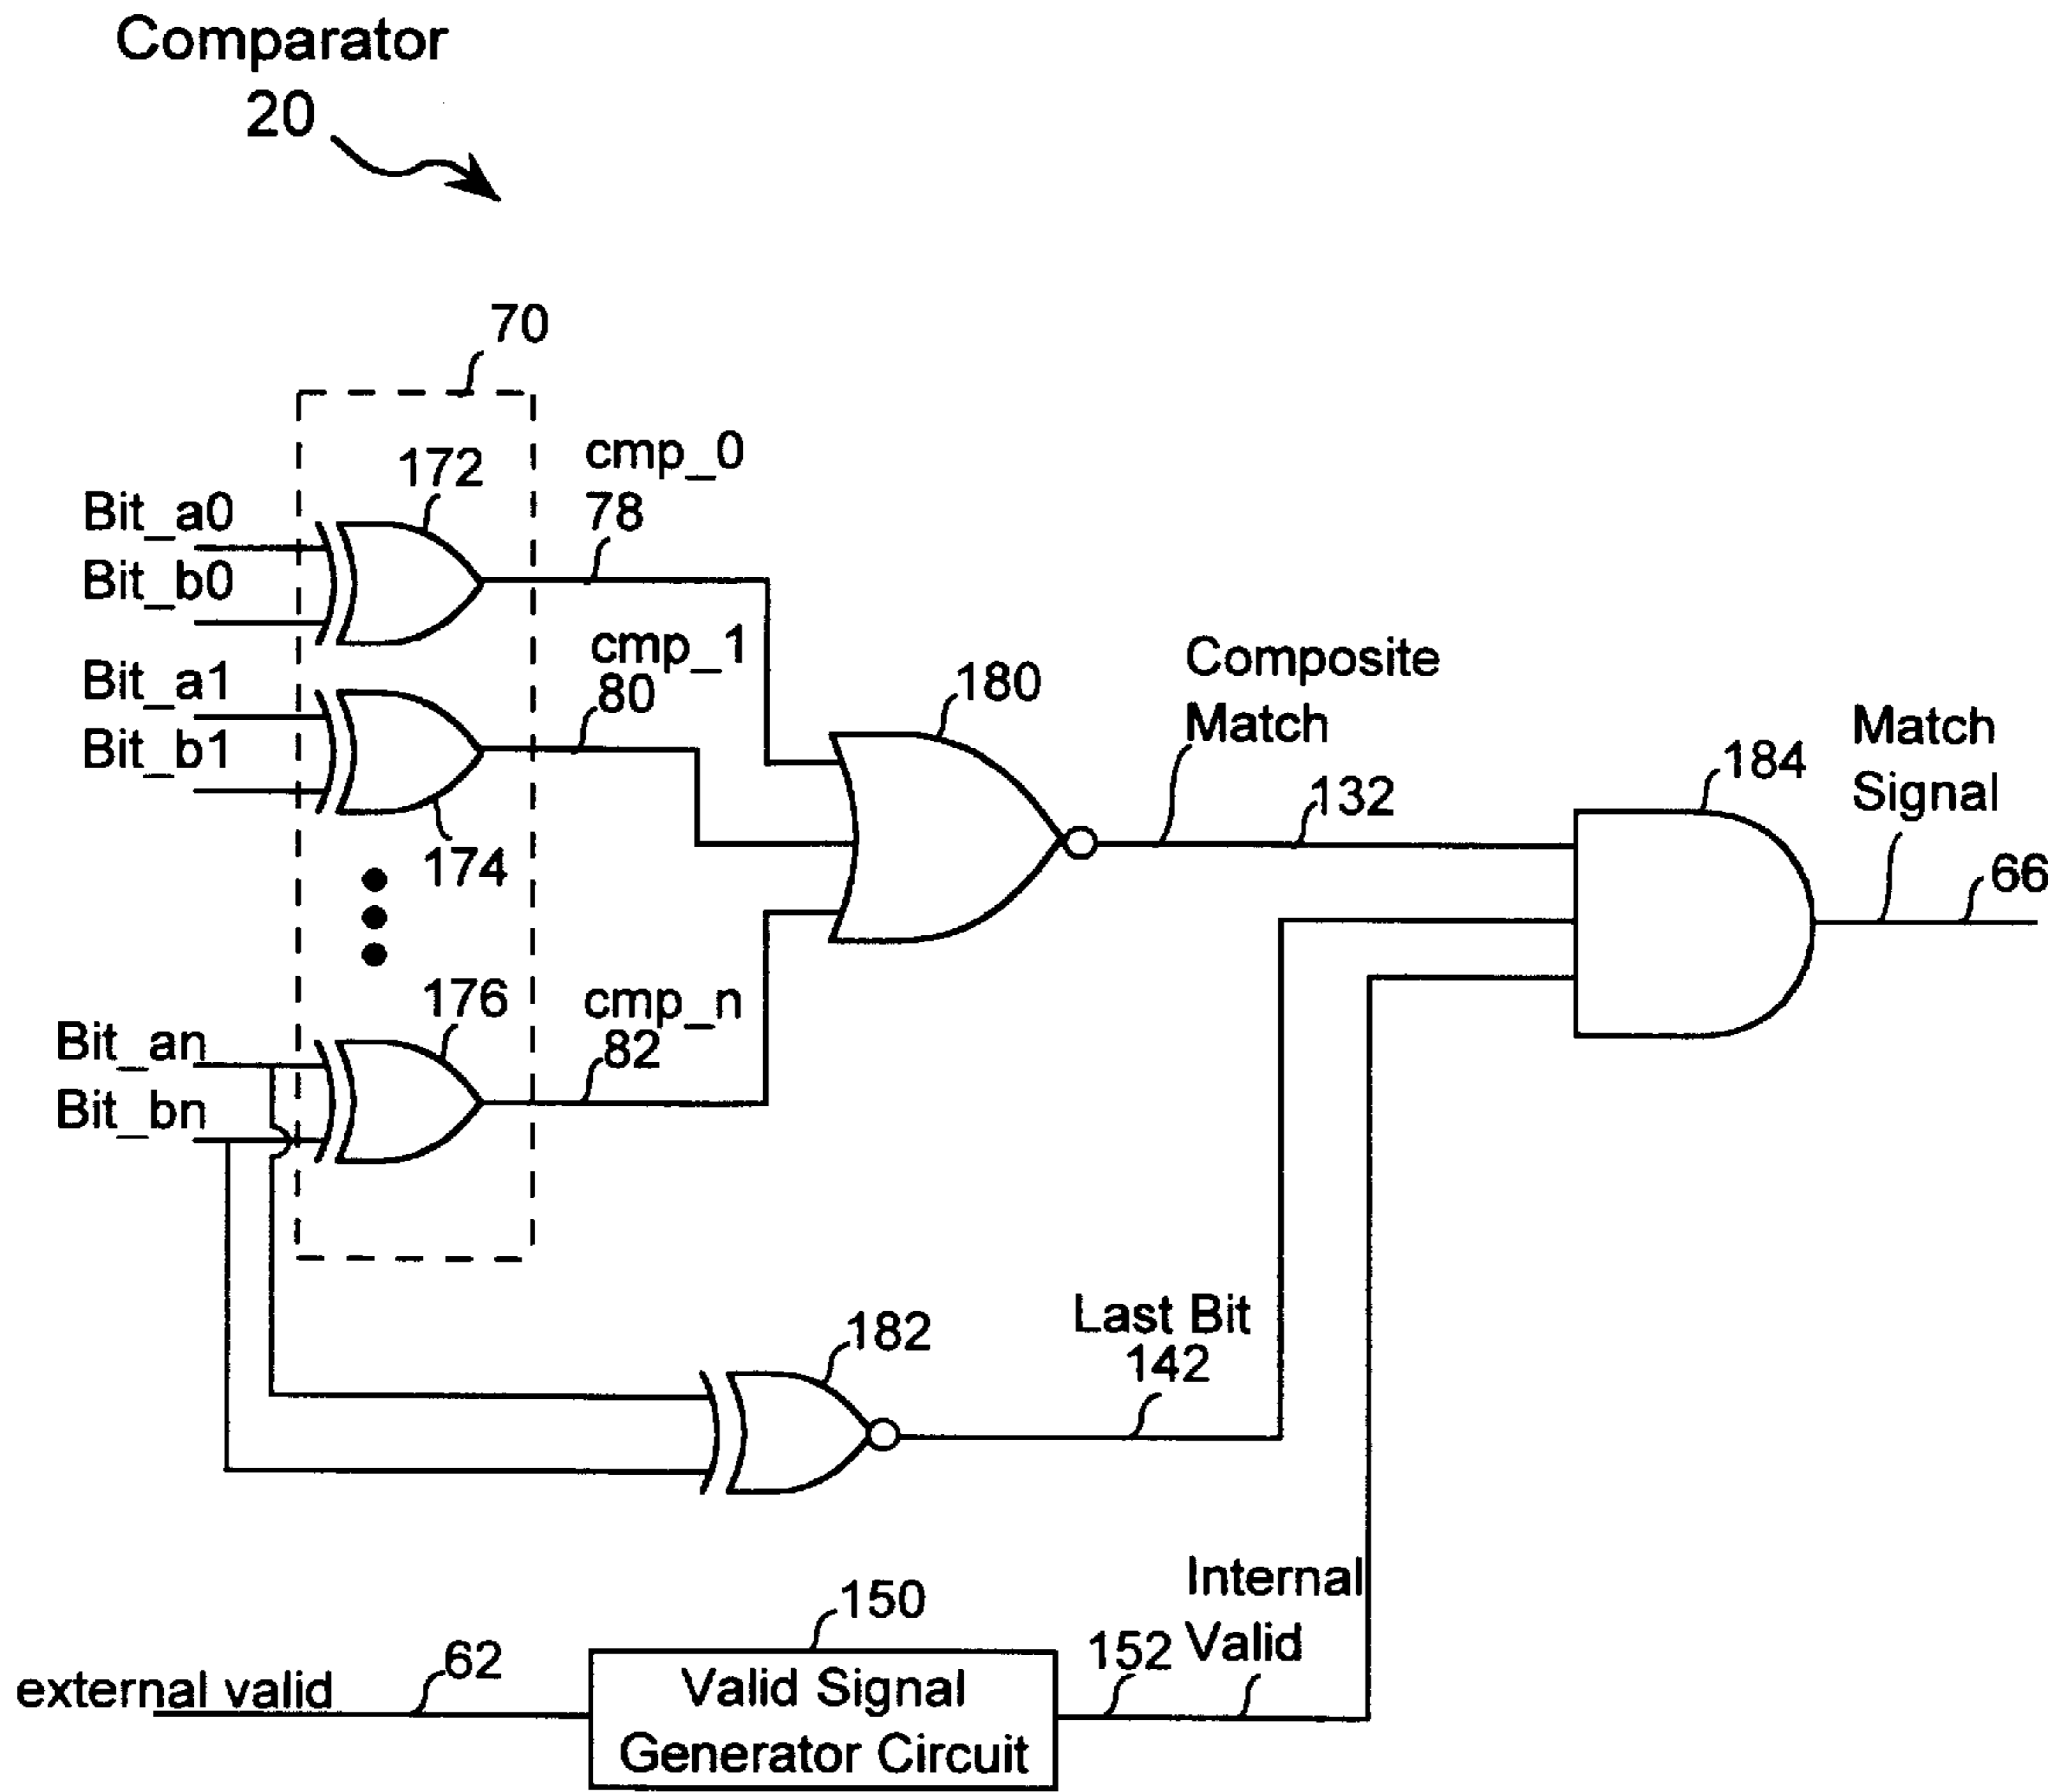 Comparator
20
70
172
cmp_0
78
Bit_a0
Bit_b0
cmp_1
80
Bit_a1
Bit_b1
174
180
Composite
Match
132
184
Match
Signal
66
176
cmp_n
82
Bit_an
Bit_bn
182
Last Bit
142
Internal
Valid
150
152
62
external valid
Valid Signal
Generator Circuit